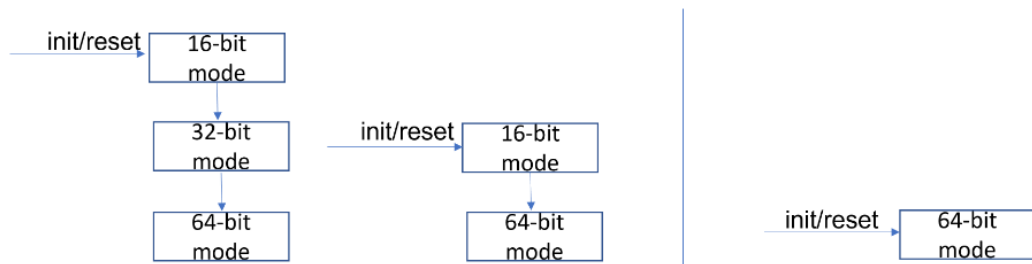 init/reset
16-bit
mode
32-bit
mode
64-bit
mode
init/reset
16-bit
mode
64-bit
mode
init/reset
64-bit
mode